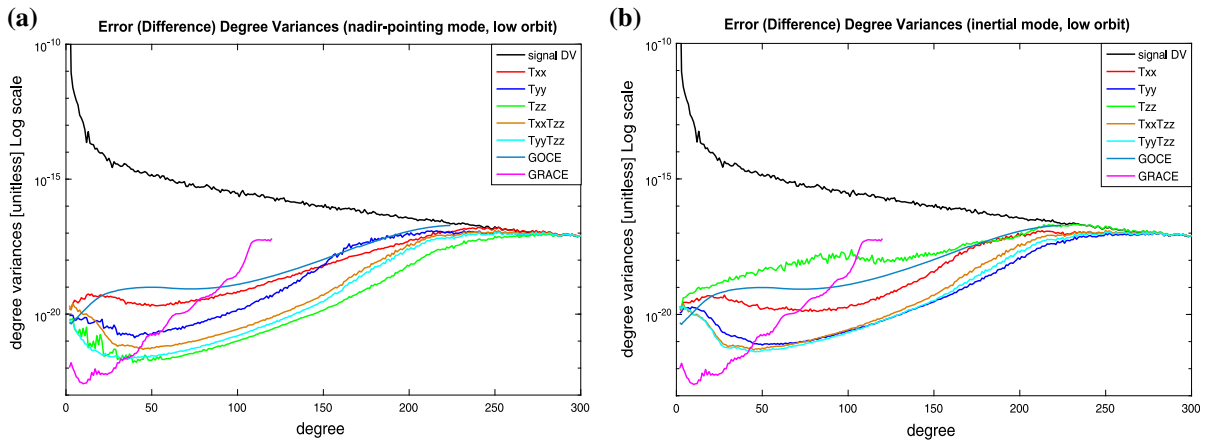 (a)
Error (Difference) Degree Variances (nadir-pointing mode, low orbit)
degree variances [unitless] Log scale
10^-10
10^-15
10^-20
signal DV
Txx
Tyy
Tzz
TxxTzz
TyyTzz
GOCE
GRACE
0 50 100 150 200 250 300
degree
(b)
Error (Difference) Degree Variances (inertial mode, low orbit)
degree variances [unitless] Log scale
10^-10
10^-15
10^-20
signal DV
Txx
Tyy
Tzz
TxxTzz
TyyTzz
GOCE
GRACE
0 50 100 150 200 250 300
degree